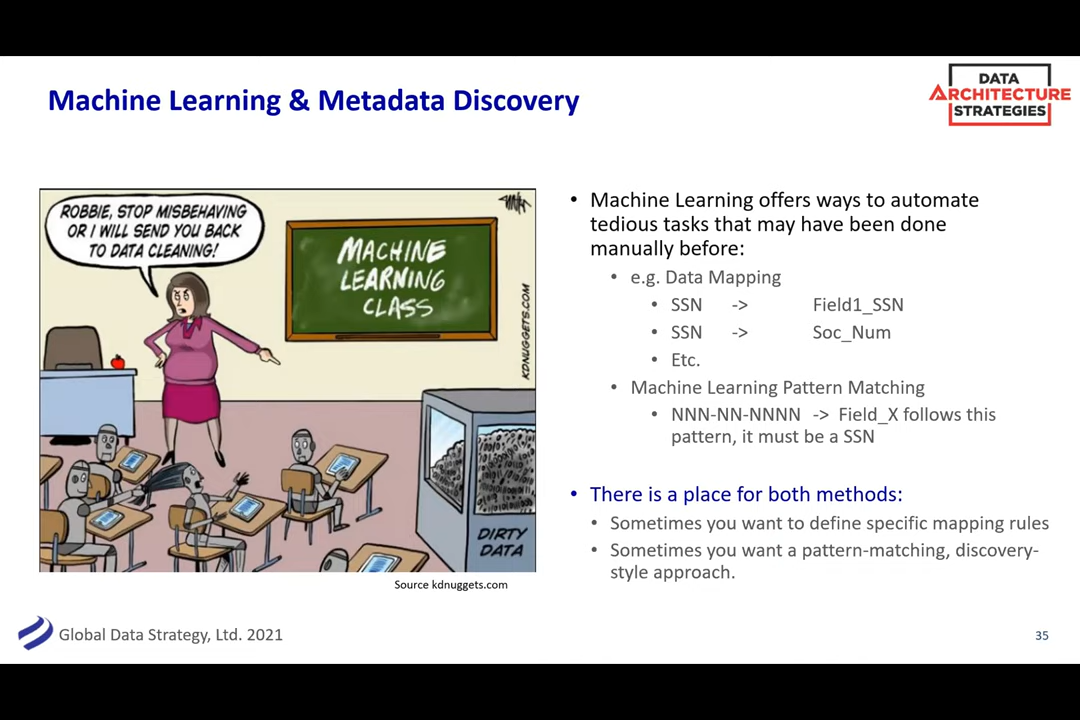 Machine Learning & Metadata Discovery
DATA
ARCHITECTURE
STRATEGIES
ROBBIE, STOP MISBEHAVING
OR I WILL SEND YOU BACK
TO DATA CLEANING!
MACHINE
LEARNING
CLASS
KDNUGGETS.COM
DIRTY
DATA
Source kdnuggets.com
• Machine Learning offers ways to automate
tedious tasks that may have been done
manually before:
• e.g. Data Mapping
• SSN -> Field1_SSN
• SSN -> Soc_Num
• Etc.
• Machine Learning Pattern Matching
• NNN-NN-NNNN -> Field_X follows this
pattern, it must be a SSN
• There is a place for both methods:
• Sometimes you want to define specific mapping rules
• Sometimes you want a pattern-matching, discovery-
style approach.
Global Data Strategy, Ltd. 2021
35